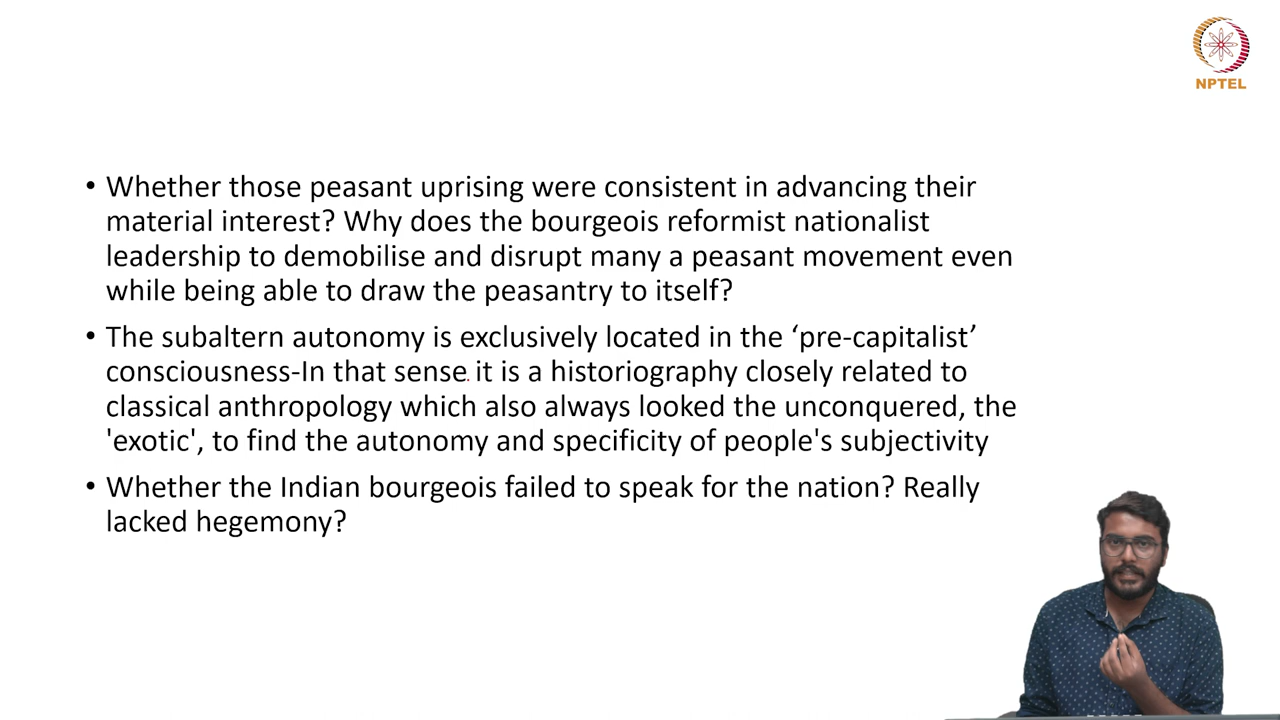 NPTEL
• Whether those peasant uprising were consistent in advancing their
material interest? Why does the bourgeois reformist nationalist
leadership to demobilise and disrupt many a peasant movement even
while being able to draw the peasantry to itself?
• The subaltern autonomy is exclusively located in the ‘pre-capitalist’
consciousness-In that sense it is a historiography closely related to
classical anthropology which also always looked the unconquered, the
'exotic', to find the autonomy and specificity of people's subjectivity
• Whether the Indian bourgeois failed to speak for the nation? Really
lacked hegemony?